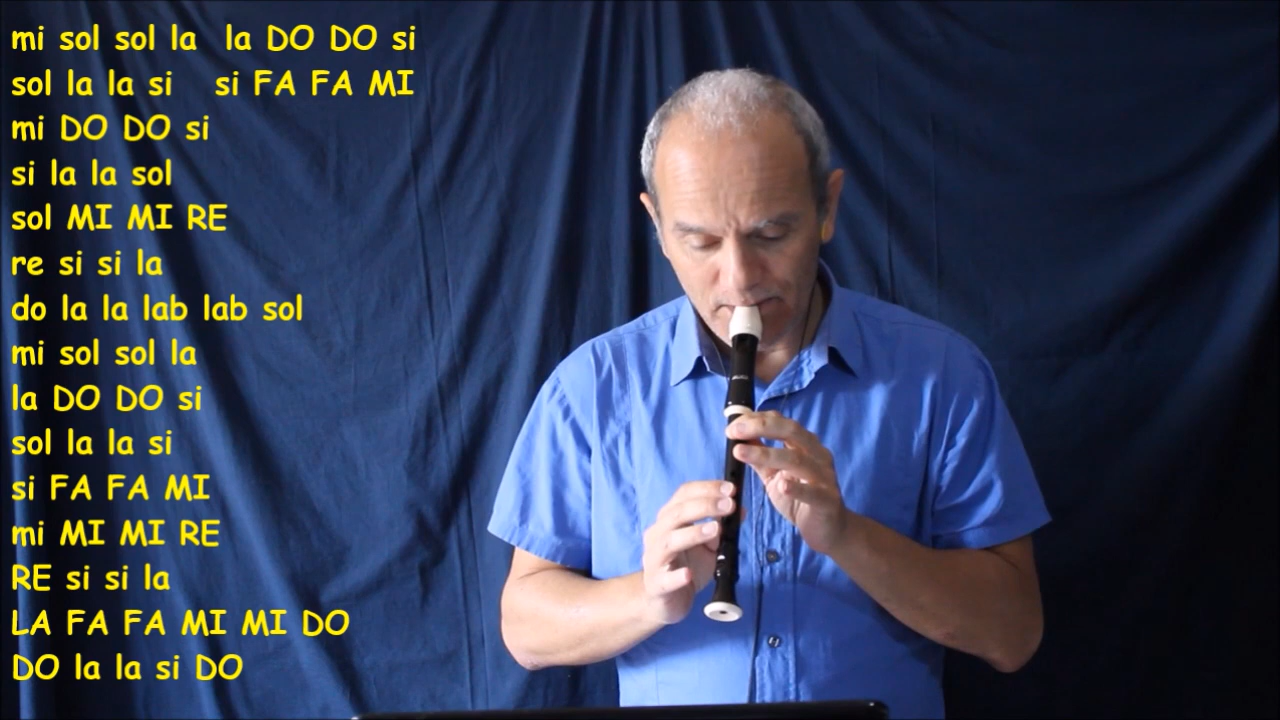 mi sol sol la la DO DO si
sol la la si si FA FA MI
mi DO DO si
si la la sol
sol MI MI RE
re si si la
do la la lab lab sol
mi sol sol la
la DO DO si
sol la la si
si FA FA MI
mi MI MI RE
RE si si la
LA FA FA MI MI DO
DO la la si DO